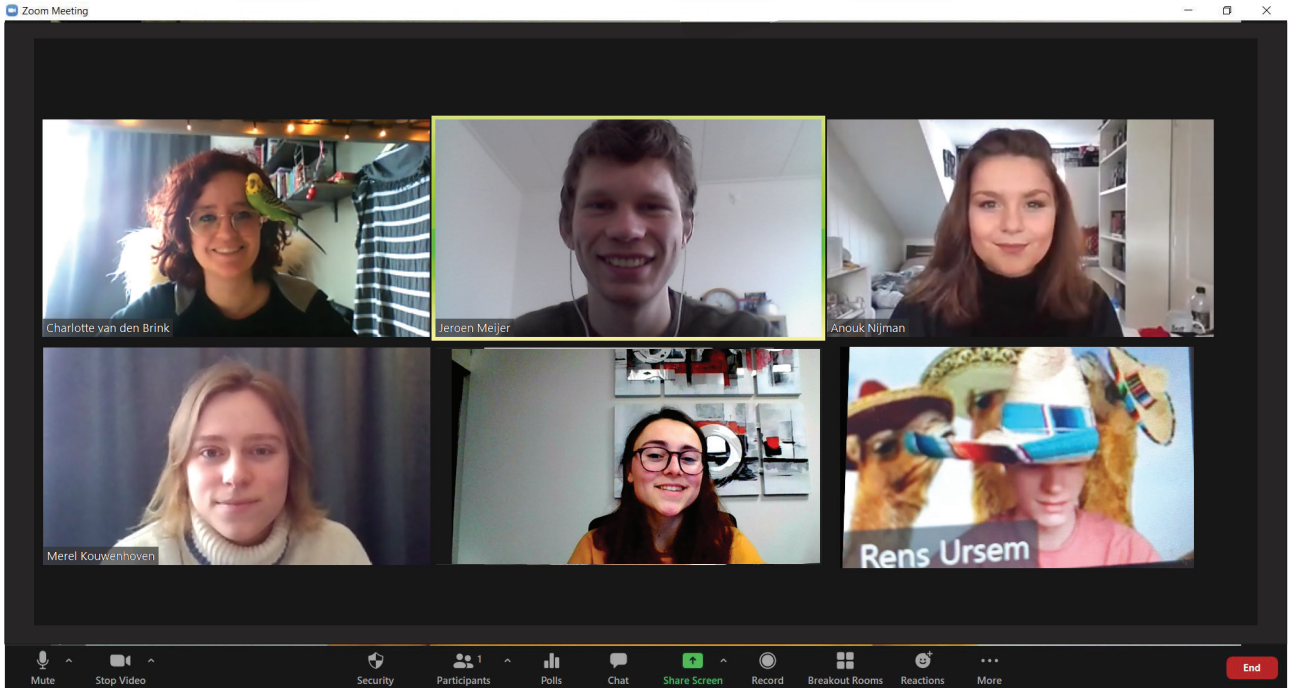 Zoom Meeting
Charlotte van den Brink
Jeroen Meijer
Anouk Nijman
Merel Kouwenhoven
Rens Ursem
1
Mute
Stop Video
Security
Participants
Polls
Chat
Share Screen
Record
Breakout Rooms
Reactions
More
End